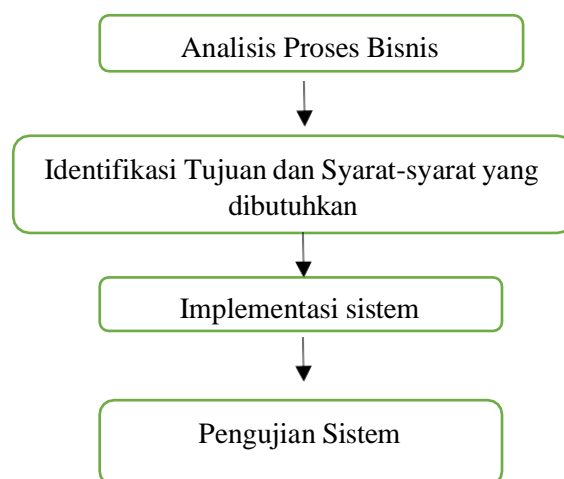 Analisis Proses Bisnis
Identifikasi Tujuan dan Syarat-syarat yang
dibutuhkan
Implementasi sistem
Pengujian Sistem